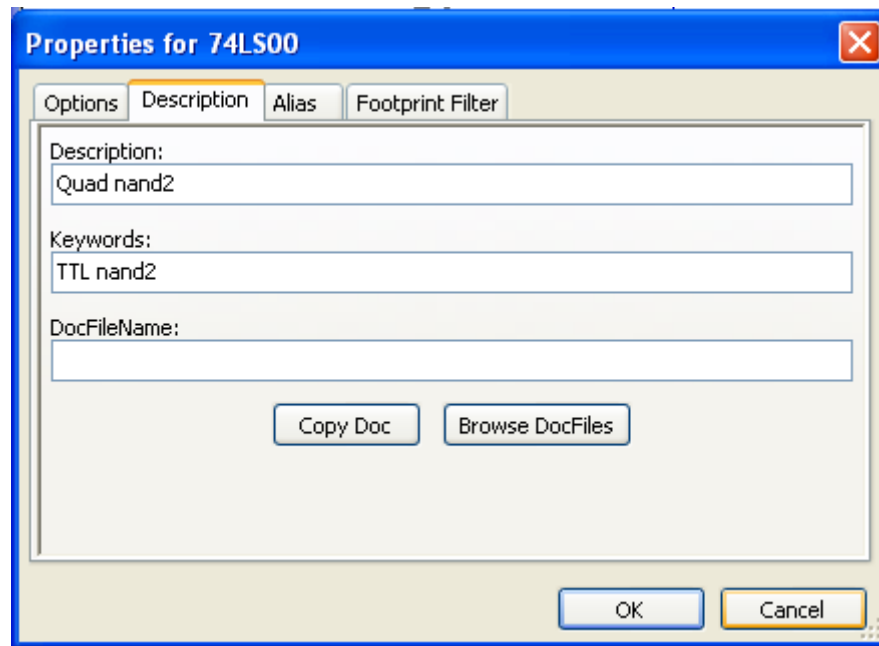 Properties for 74LS00
Options Description Alias Footprint Filter
Description:
Quad nand2
Keywords:
TTL nand2
DocFileName:
Copy Doc Browse DocFiles
OK Cancel